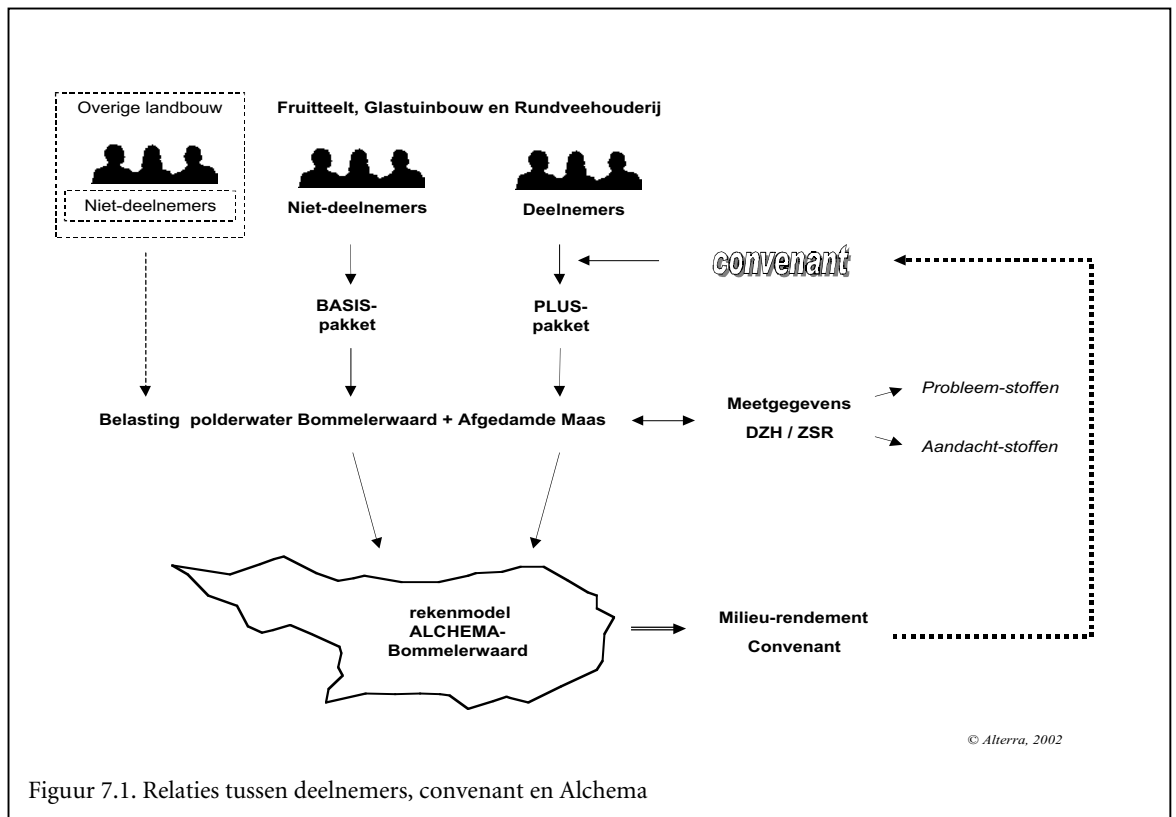 Overige landbouw
Fruitteelt, Glastuinbouw en Rundveehouderij
Niet-deelnemers
Niet-deelnemers
Deelnemers
convenant
BASIS-
pakket
PLUS-
pakket
Belasting polderwater Bommelerwaard + Afgedamde Maas
Meetgegevens
DZH / ZSR
Probleem-stoffen
Aandacht-stoffen
rekenmodel
ALCHEMA-
Bommelerwaard
Milieu-rendement
Convenant
© Alterra, 2002
Figuur 7.1. Relaties tussen deelnemers, convenant en Alchema